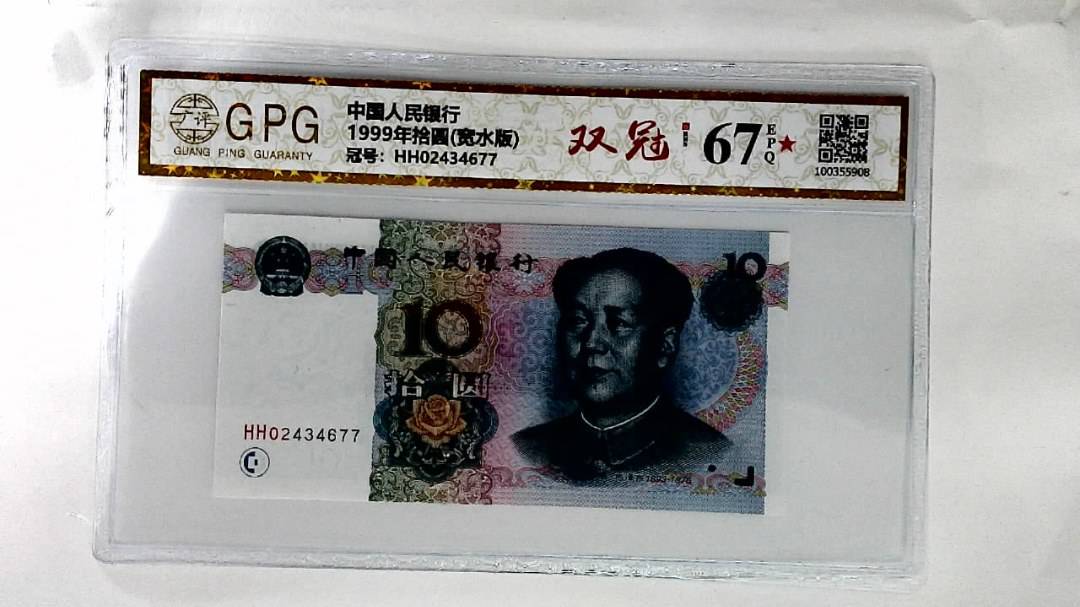 广评
GPG
GUANG PING GUARANTY
中国人民银行
1999年拾圆(宽水版)
冠号：HH02434677
双冠
67
EPQ
★
100355908
中国人民银行
10
10
拾圆
HH02434677